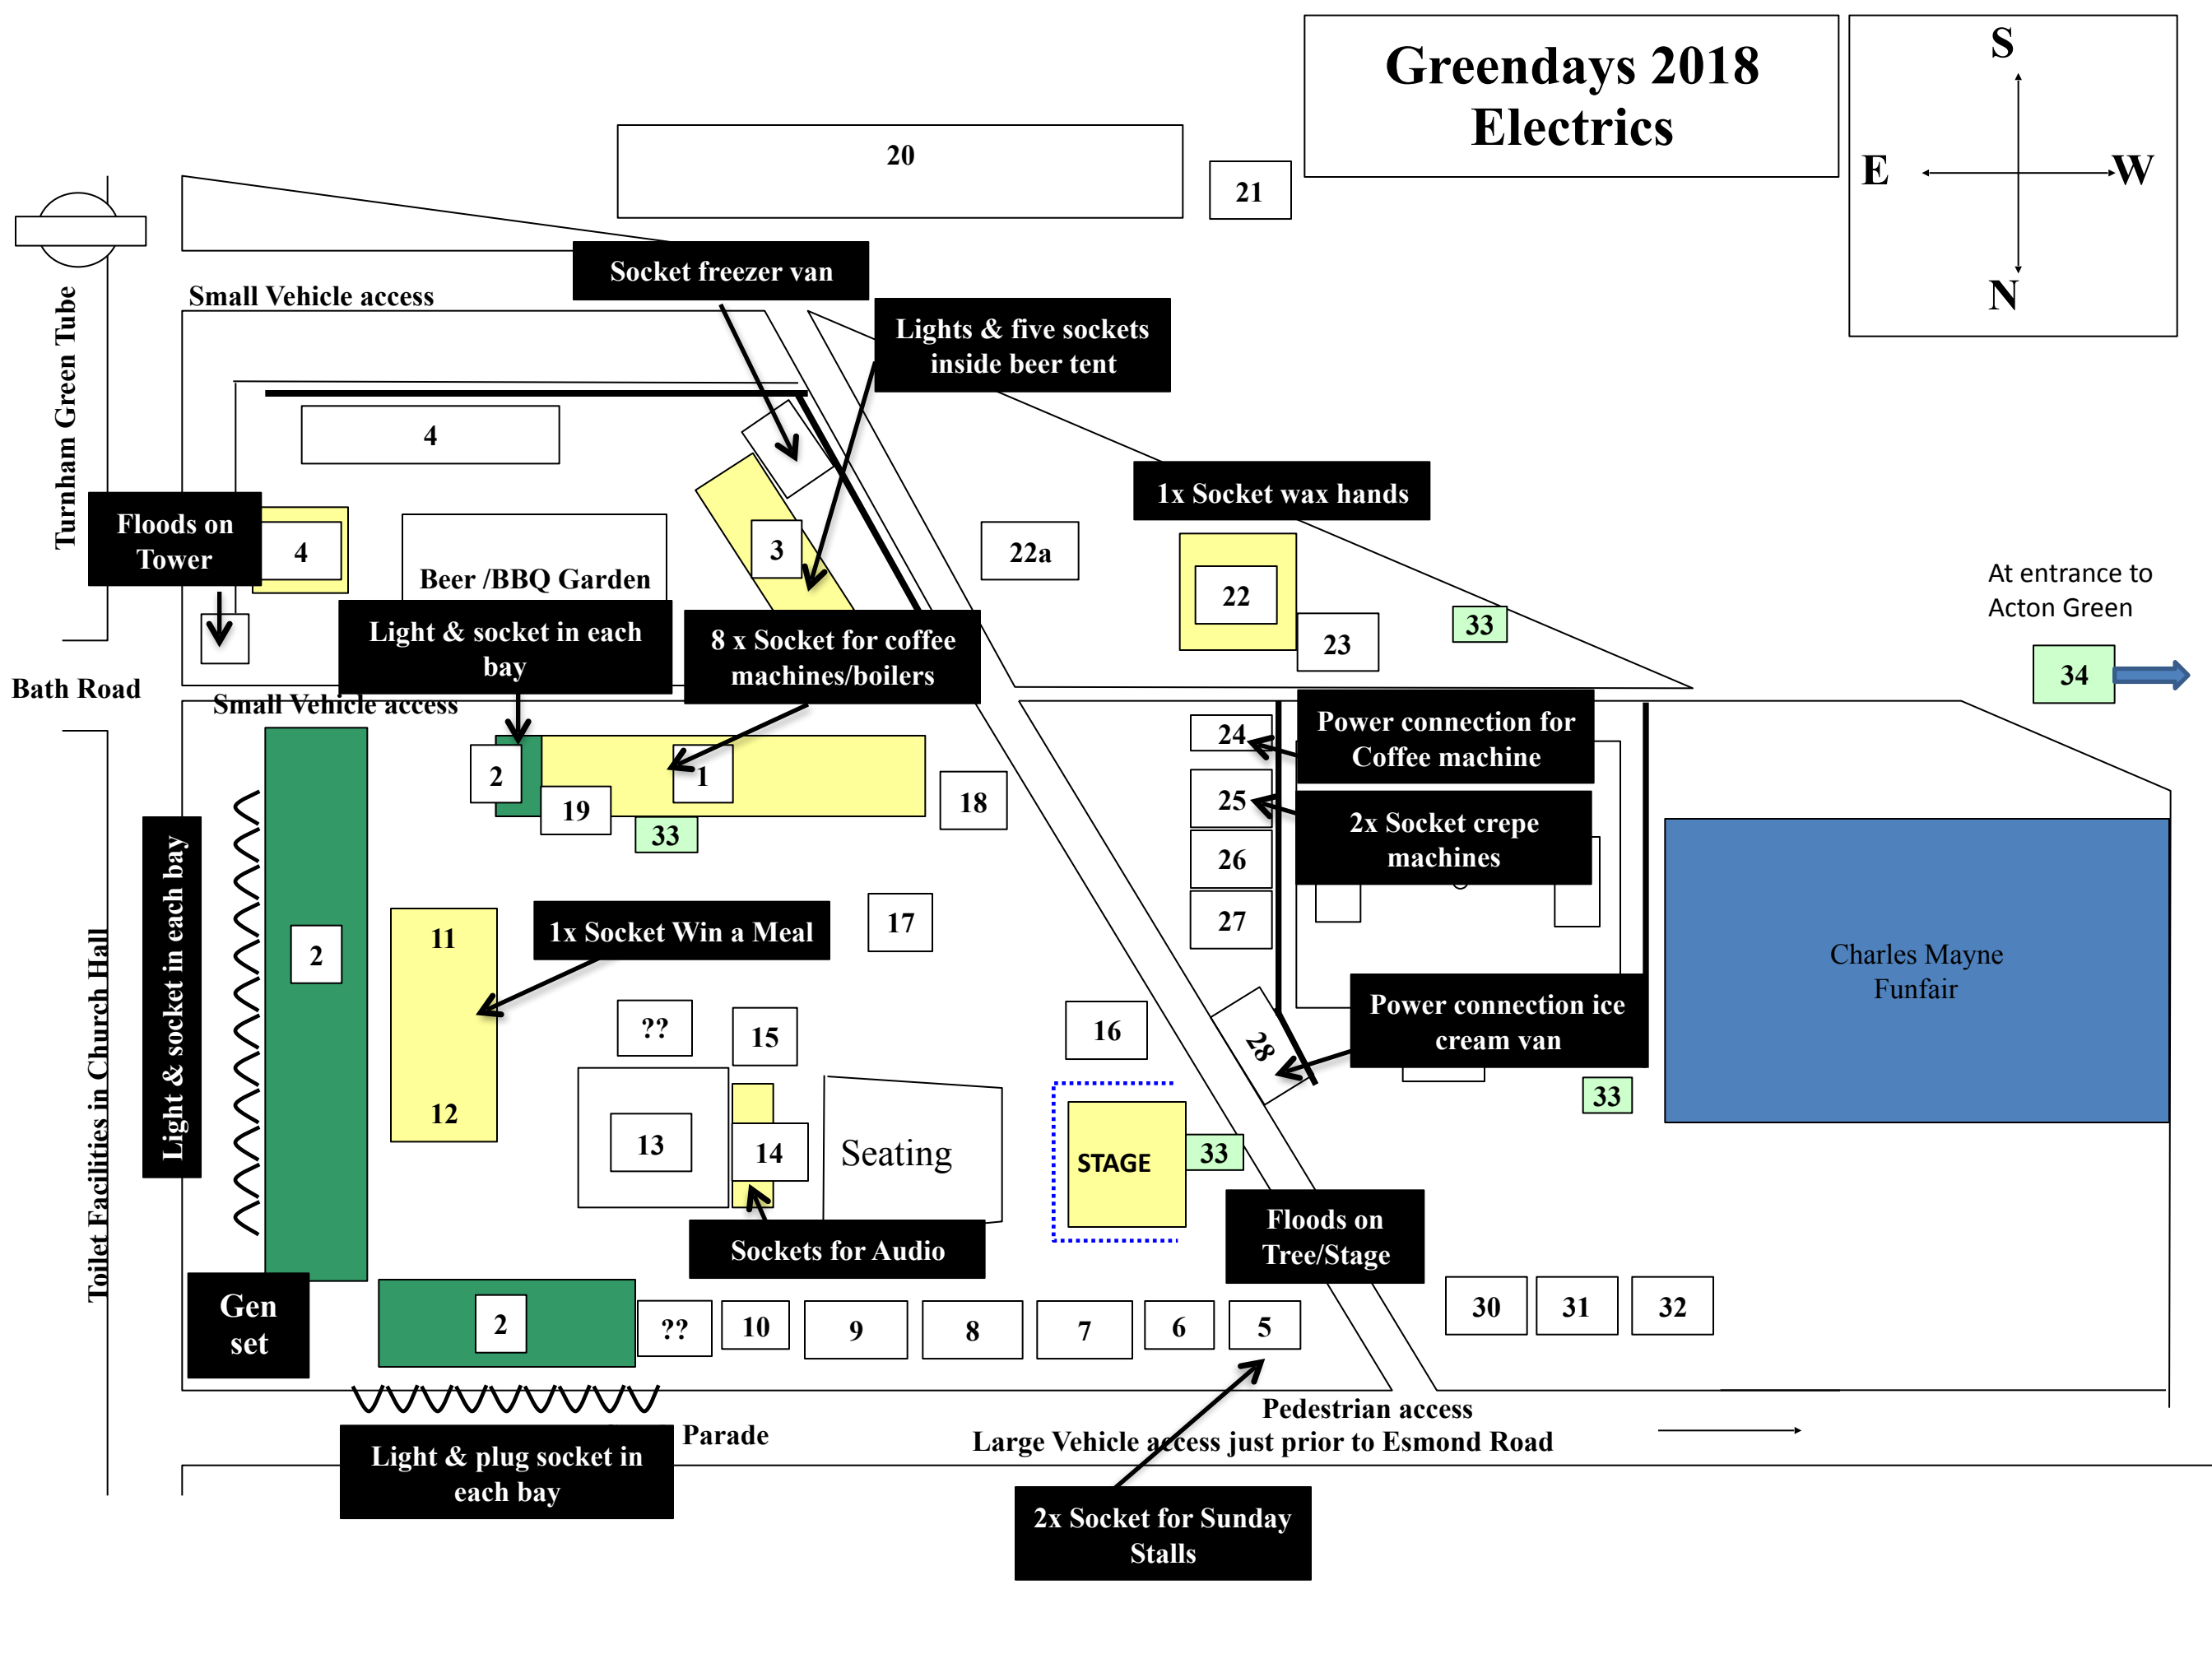 Greendays 2018
Electrics
S
E
W
N
20
21
Socket freezer van
Small Vehicle access
Turnham Green Tube
Lights & five sockets
inside beer tent
4
1x Socket wax hands
Floods on
Tower
4
3
Beer /BBQ Garden
22a
22
23
33
At entrance to
Acton Green
34
Light & socket in each
bay
8 x Socket for coffee
machines/boilers
Bath Road
Small Vehicle access
24
Power connection for
Coffee machine
2
1
19
33
18
25
2x Socket crepe
machines
26
27
Light & socket in each bay
Toilet Facilities in Church Hall
2
11
12
1x Socket Win a Meal
17
Charles Mayne
Funfair
??
15
16
28
Power connection ice
cream van
33
13
14
Seating
STAGE
33
Sockets for Audio
Floods on
Tree/Stage
Gen
set
2
??
10
9
8
7
6
5
30
31
32
Pedestrian access
Parade
Large Vehicle access just prior to Esmond Road
Light & plug socket in
each bay
2x Socket for Sunday
Stalls